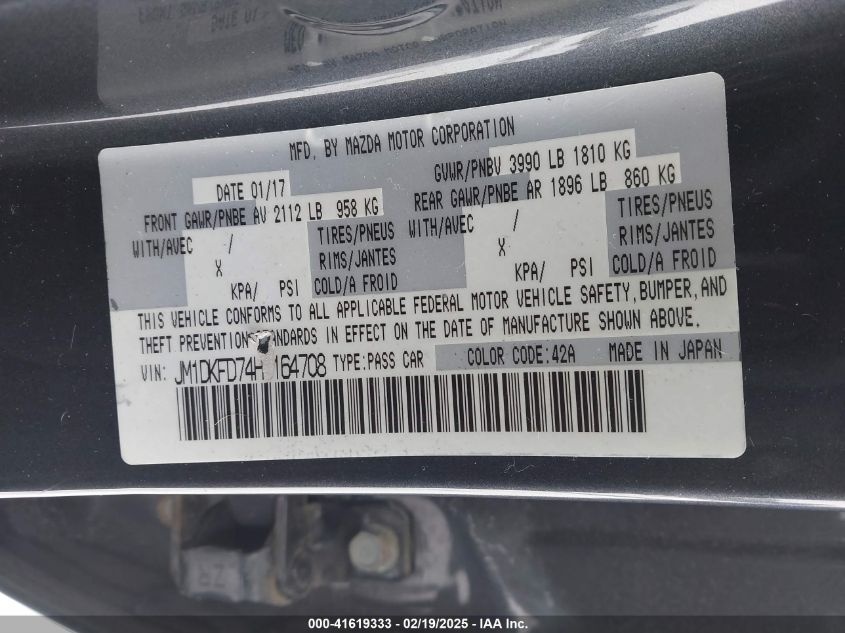 MFD. BY MAZDA MOTOR CORPORATION
DATE 01/17
GVWR/PNBV 3990 LB 1810 KG
FRONT GAWR/PNBE AV 2112 LB 958 KG
REAR GAWR/PNBE AR 1896 LB 860 KG
WITH/AVEC / TIRES/PNEUS
X RIMS/JANTES
KPA/ PSI COLD/A FROID
WITH/AVEC / TIRES/PNEUS
X RIMS/JANTES
KPA/ PSI COLD/A FROID
THIS VEHICLE CONFORMS TO ALL APPLICABLE FEDERAL MOTOR VEHICLE SAFETY, BUMPER, AND
THEFT PREVENTION STANDARDS IN EFFECT ON THE DATE OF MANUFACTURE SHOWN ABOVE.
VIN: JM1DKFD74H 164708 TYPE:PASS CAR COLOR CODE:42A MADE IN JAPAN
000-41619333 - 02/19/2025 - IAA Inc.